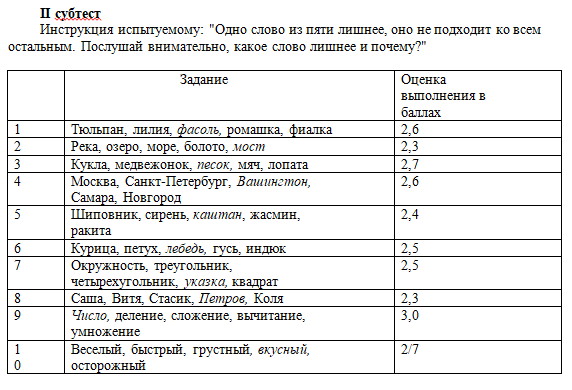 II субтест
Инструкция испытуемому: "Одно слово из пяти лишнее, оно не подходит ко всем
остальным. Послушай внимательно, какое слово лишнее и почему?"
Задание
Оценка
выполнения в
баллах
1 Тюльпан, лилия, фасоль, ромашка, фиалка 2,6
2 Река, озеро, море, болото, мост 2,3
3 Кукла, медвежонок, песок, мяч, лопата 2,7
4 Москва, Санкт-Петербург, Вашингтон, 2,6
Самара, Новгород
5 Шиповник, сирень, каштан, жасмин, 2,4
ракита
6 Курица, петух, лебедь, гусь, индюк 2,5
7 Окружность, треугольник, 2,5
четырехугольник, указка, квадрат
8 Саша, Витя, Стасик, Петров, Коля 2,3
9 Число, деление, сложение, вычитание, 3,0
умножение
1 Веселый, быстрый, грустный, вкусный, 2/7
0 осторожный